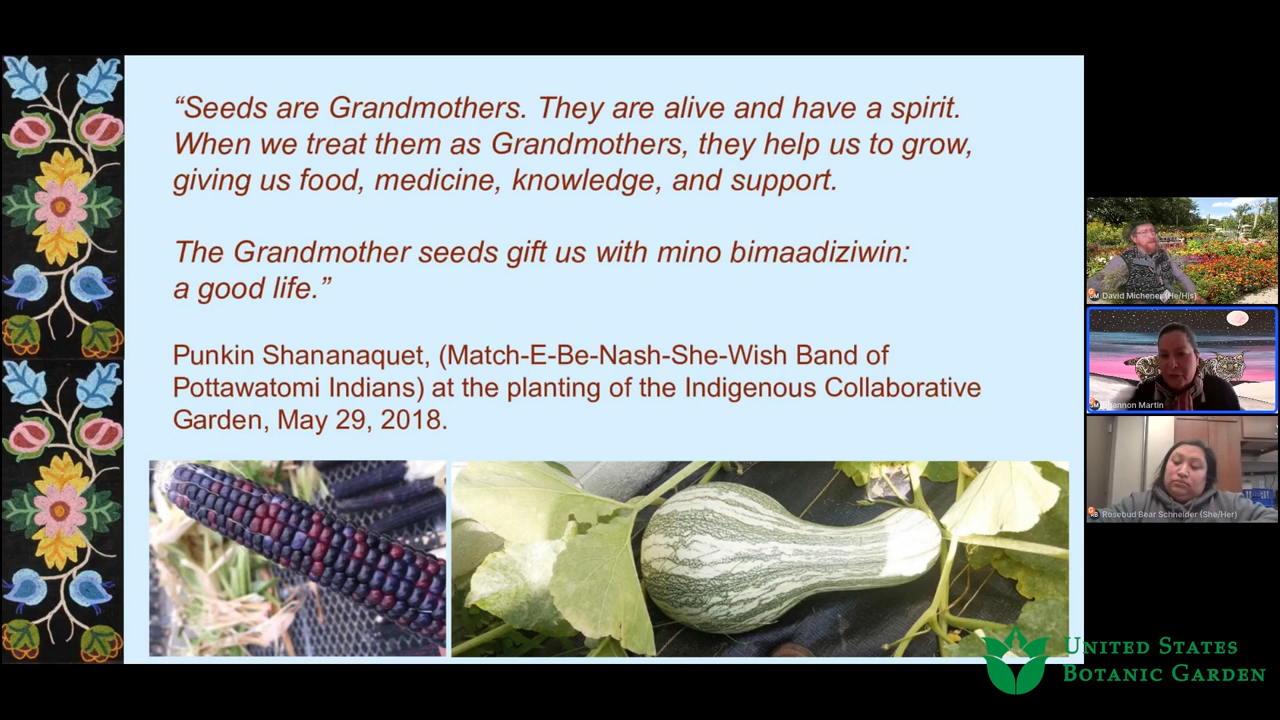 “Seeds are Grandmothers. They are alive and have a spirit.
When we treat them as Grandmothers, they help us to grow,
giving us food, medicine, knowledge, and support.
The Grandmother seeds gift us with mino bimaadiziwin:
a good life.”
Punkin Shananaquet, (Match-E-Be-Nash-She-Wish Band of
Pottawatomi Indians) at the planting of the Indigenous Collaborative
Garden, May 29, 2018.
David Michener (He/His)
Shannon Martin
Rosebud Bear Schneider (She/Her)
UNITED STATES
BOTANIC GARDEN